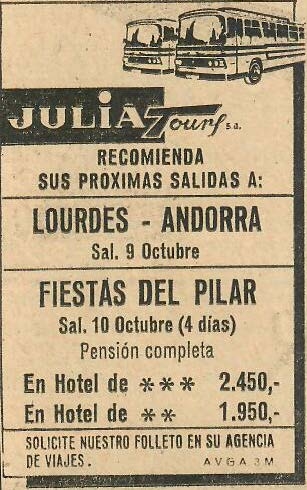 JULIA Tours s.a.
RECOMIENDA
SUS PROXIMAS SALIDAS A:
LOURDES - ANDORRA
Sal. 9 Octubre
FIESTAS DEL PILAR
Sal. 10 Octubre (4 días)
Pensión completa
En Hotel de *** 2.450,-
En Hotel de ** 1.950,-
SOLICITE NUESTRO FOLLETO EN SU AGENCIA
DE VIAJES. AVGA 3M